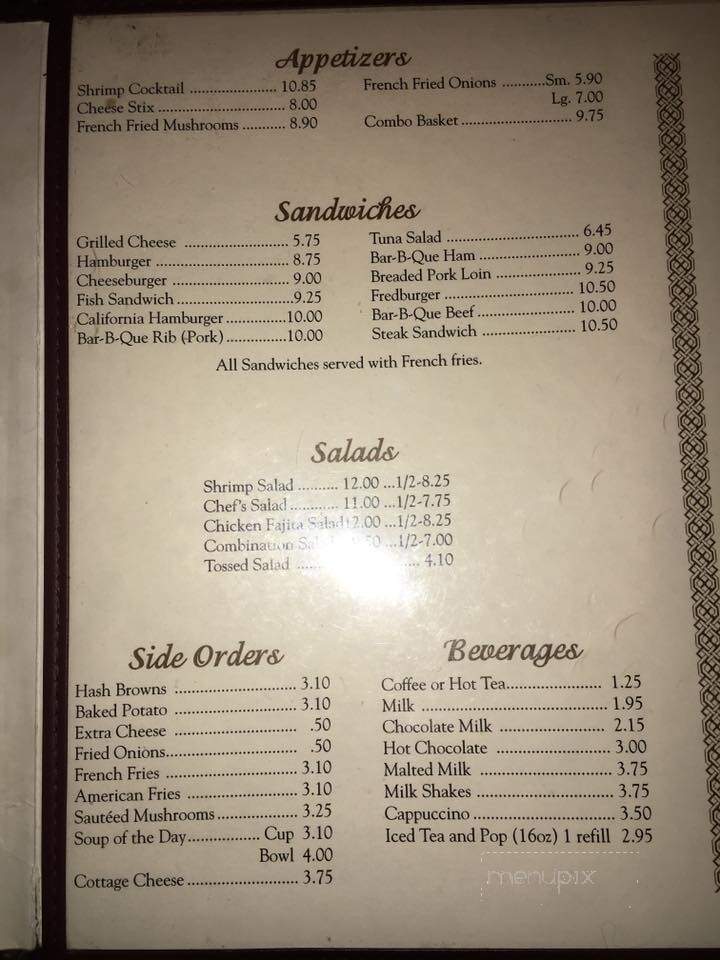 Appetizers
Shrimp Cocktail ................... 10.85
Cheese Stix ............................. 8.00
French Fried Mushrooms .......... 8.90
French Fried Onions ..........Sm. 5.90
Lg. 7.00
Combo Basket ......................... 9.75
Sandwiches
Grilled Cheese ........................ 5.75
Hamburger .............................. 8.75
Cheeseburger ........................... 9.00
Fish Sandwich ...........................9.25
California Hamburger ..............10.00
Bar-B-Que Rib (Pork)..............10.00
Tuna Salad .............................. 6.45
Bar-B-Que Ham ....................... 9.00
Breaded Pork Loin ................... 9.25
Fredburger .............................. 10.50
Bar-B-Que Beef ....................... 10.00
Steak Sandwich ...................... 10.50
All Sandwiches served with French fries.
Salads
Shrimp Salad .......... 12.00 ...1/2-8.25
Chef's Salad ............ 11.00 ...1/2-7.75
Chicken Fajita Salad 12.00 ...1/2-8.25
Combination ...1/2-7.00
Tossed Salad ..... .... 4.10
Side Orders
Hash Browns ............................ 3.10
Baked Potato ............................ 3.10
Extra Cheese ............................ .50
Fried Onions............................. .50
French Fries .............................. 3.10
American Fries ......................... 3.10
Sautéed Mushrooms................... 3.25
Soup of the Day................. Cup 3.10
Bowl 4.00
Cottage Cheese .......................... 3.75
Beverages
Coffee or Hot Tea...................... 1.25
Milk .......................................... 1.95
Chocolate Milk ........................ 2.15
Hot Chocolate ......................... 3.00
Malted Milk ............................. 3.75
Milk Shakes .............................. 3.75
Cappuccino ............................... 3.50
Iced Tea and Pop (16oz) 1 refill 2.95
menupix